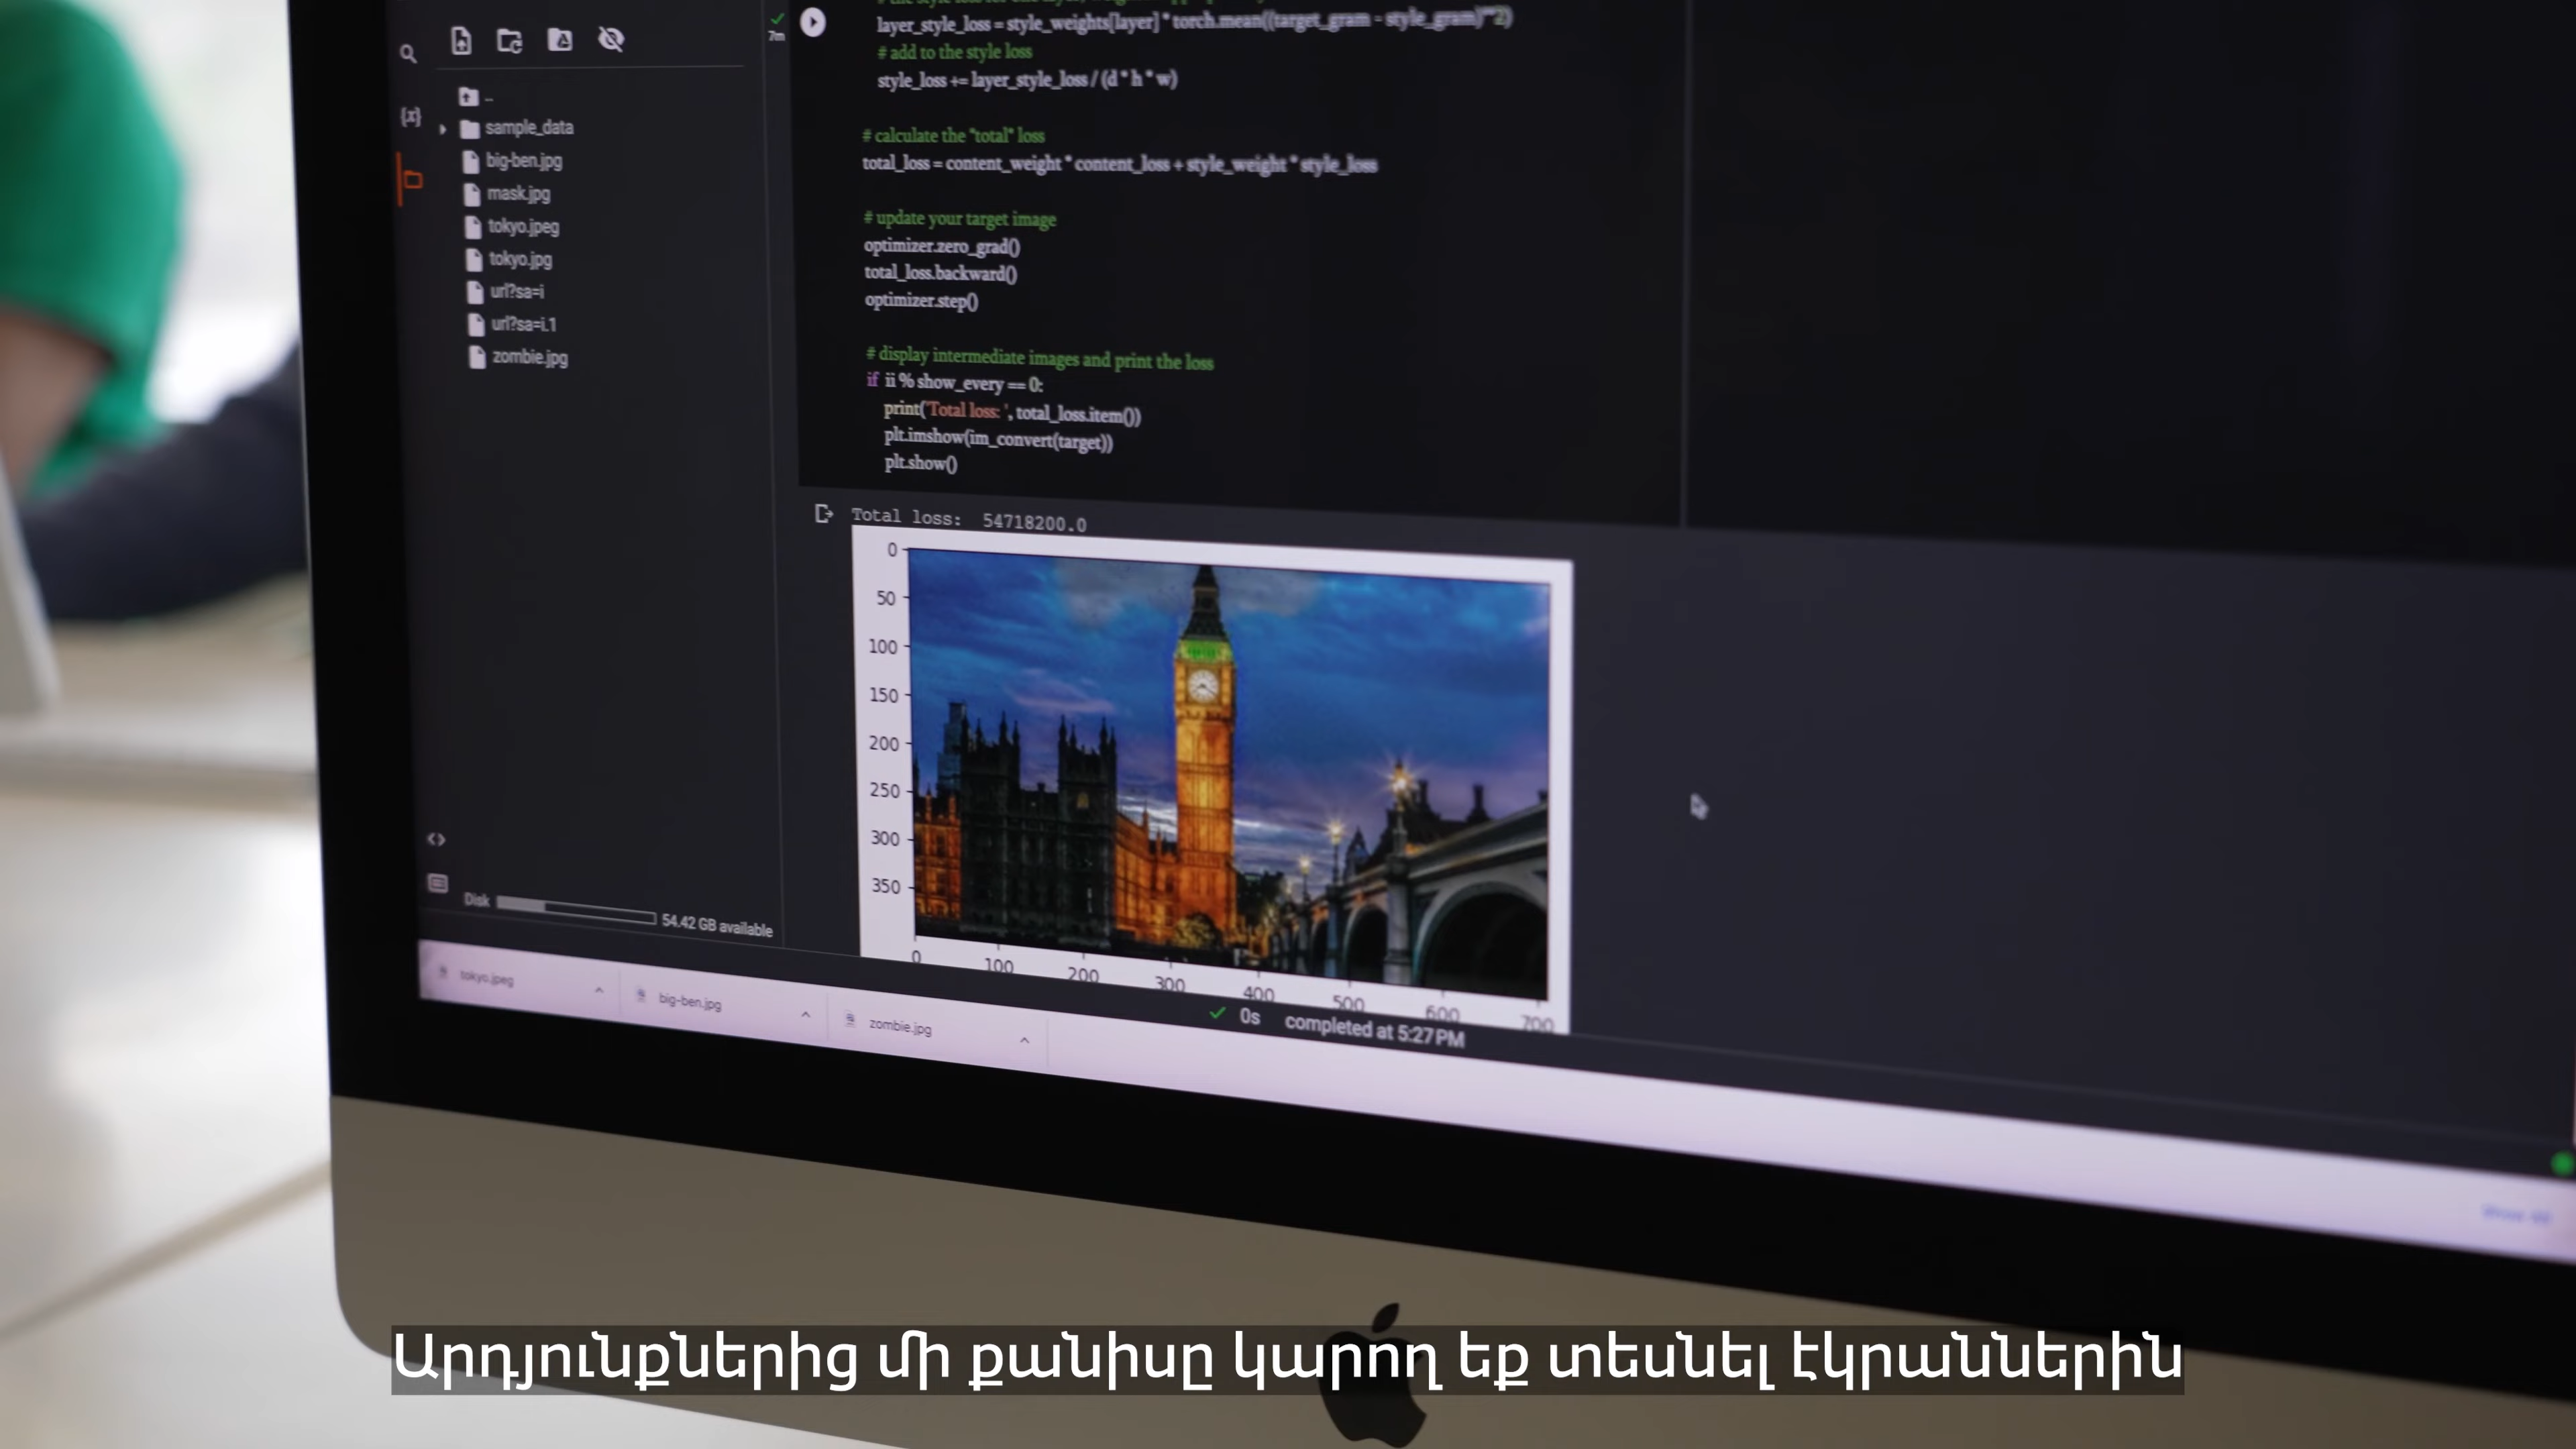 layer_style_loss = style_weights[layer] * torch.mean((target_gram - style_gram)**2)
# add to the style loss
style_loss += layer_style_loss / (d * h * w)
# calculate the "total" loss
total_loss = content_weight * content_loss + style_weight * style_loss
# update your target image
optimizer.zero_grad()
total_loss.backward()
optimizer.step()
# display intermediate images and print the loss
if ii % show_every == 0:
print('Total loss: ', total_loss.item())
plt.imshow(im_convert(target))
plt.show()
7m
{x}
..
sample_data
big-ben.jpg
mask.jpg
tokyo.jpeg
tokyo.jpg
url?sa=i
url?sa=i.1
zombie.jpg
Total loss: 54718200.0
0
50
100
150
200
250
300
350
0 100 200 300 400 500 600 700
Disk 54.42 GB available
0s completed at 5:27 PM
tokyo.jpeg big-ben.jpg zombie.jpg
Արդյունքներից մի քանիսը կարող եք տեսնել էկրաններին